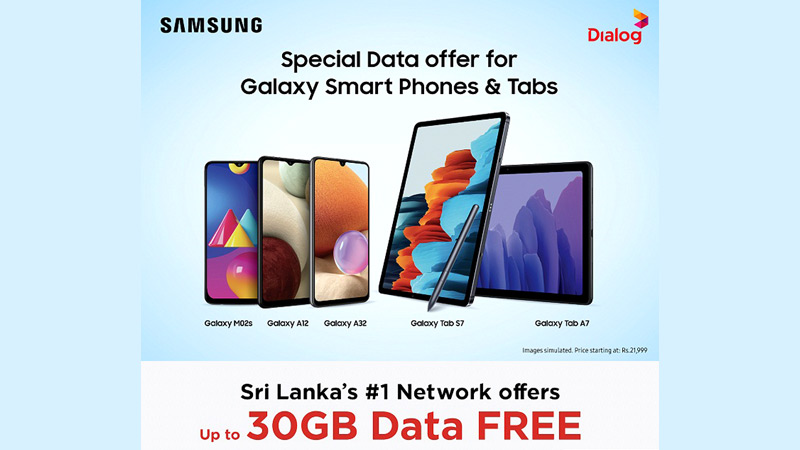 SAMSUNG
Dialog
Special Data offer for
Galaxy Smart Phones & Tabs
Galaxy M02s
Galaxy A12
Galaxy A32
Galaxy Tab S7
Galaxy Tab A7
Images simulated. Price starting at: Rs.21,999
Sri Lanka's #1 Network offers
Up to 30GB Data FREE